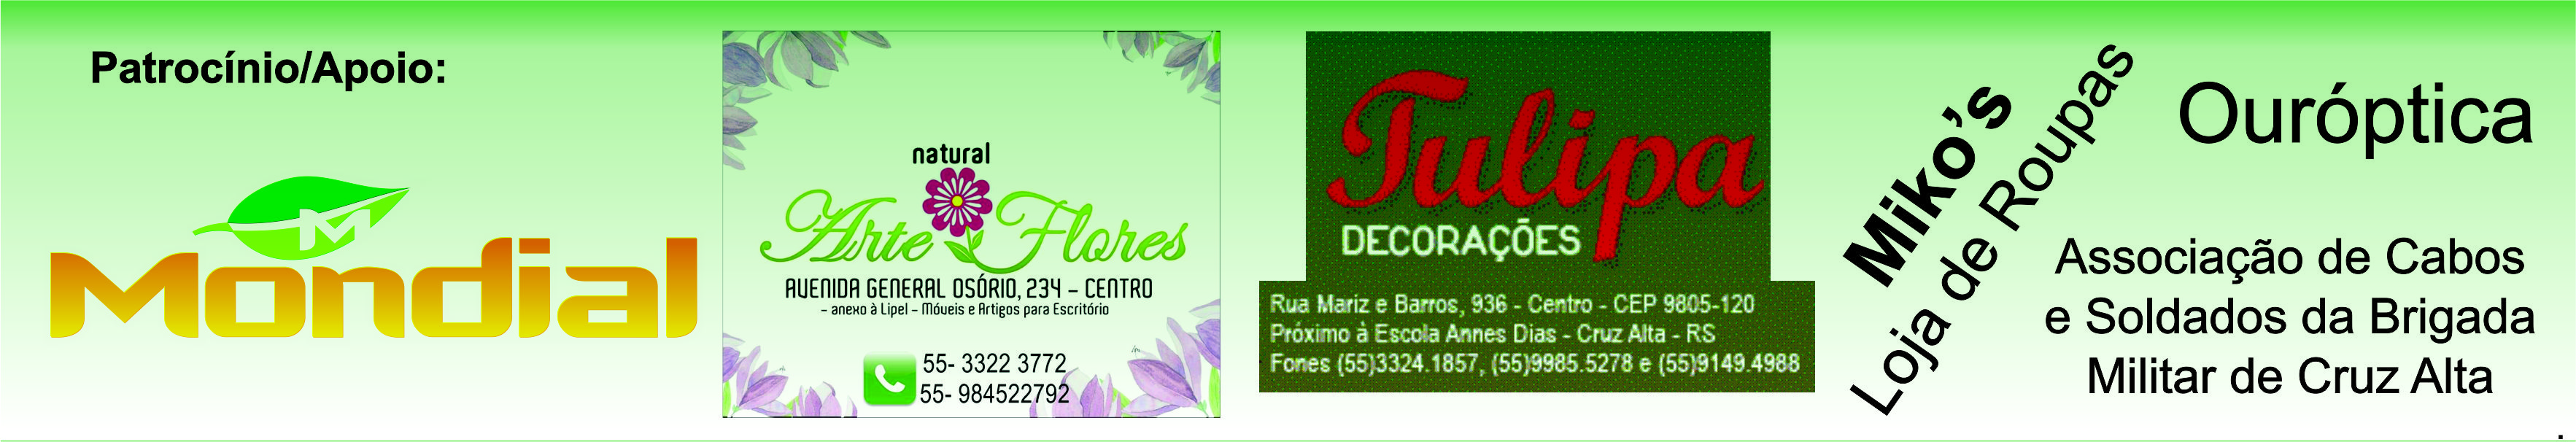 Patrocínio/Apoio:
M
Mondial
natural
Arte Flores
AVENIDA GENERAL OSÓRIO, 234 - CENTRO
- anexo à Lipel - Móveis e Artigos para Escritório
55- 3322 3772
55- 984522792
Tulipa
DECORAÇÕES
Rua Mariz e Barros, 936 - Centro - CEP 9805-120
Próximo à Escola Annes Dias - Cruz Alta - RS
Fones (55)3324.1857, (55)9985.5278 e (55)9149.4988
Miko's
Loja de Roupas
Ouróptica
Associação de Cabos
e Soldados da Brigada
Militar de Cruz Alta